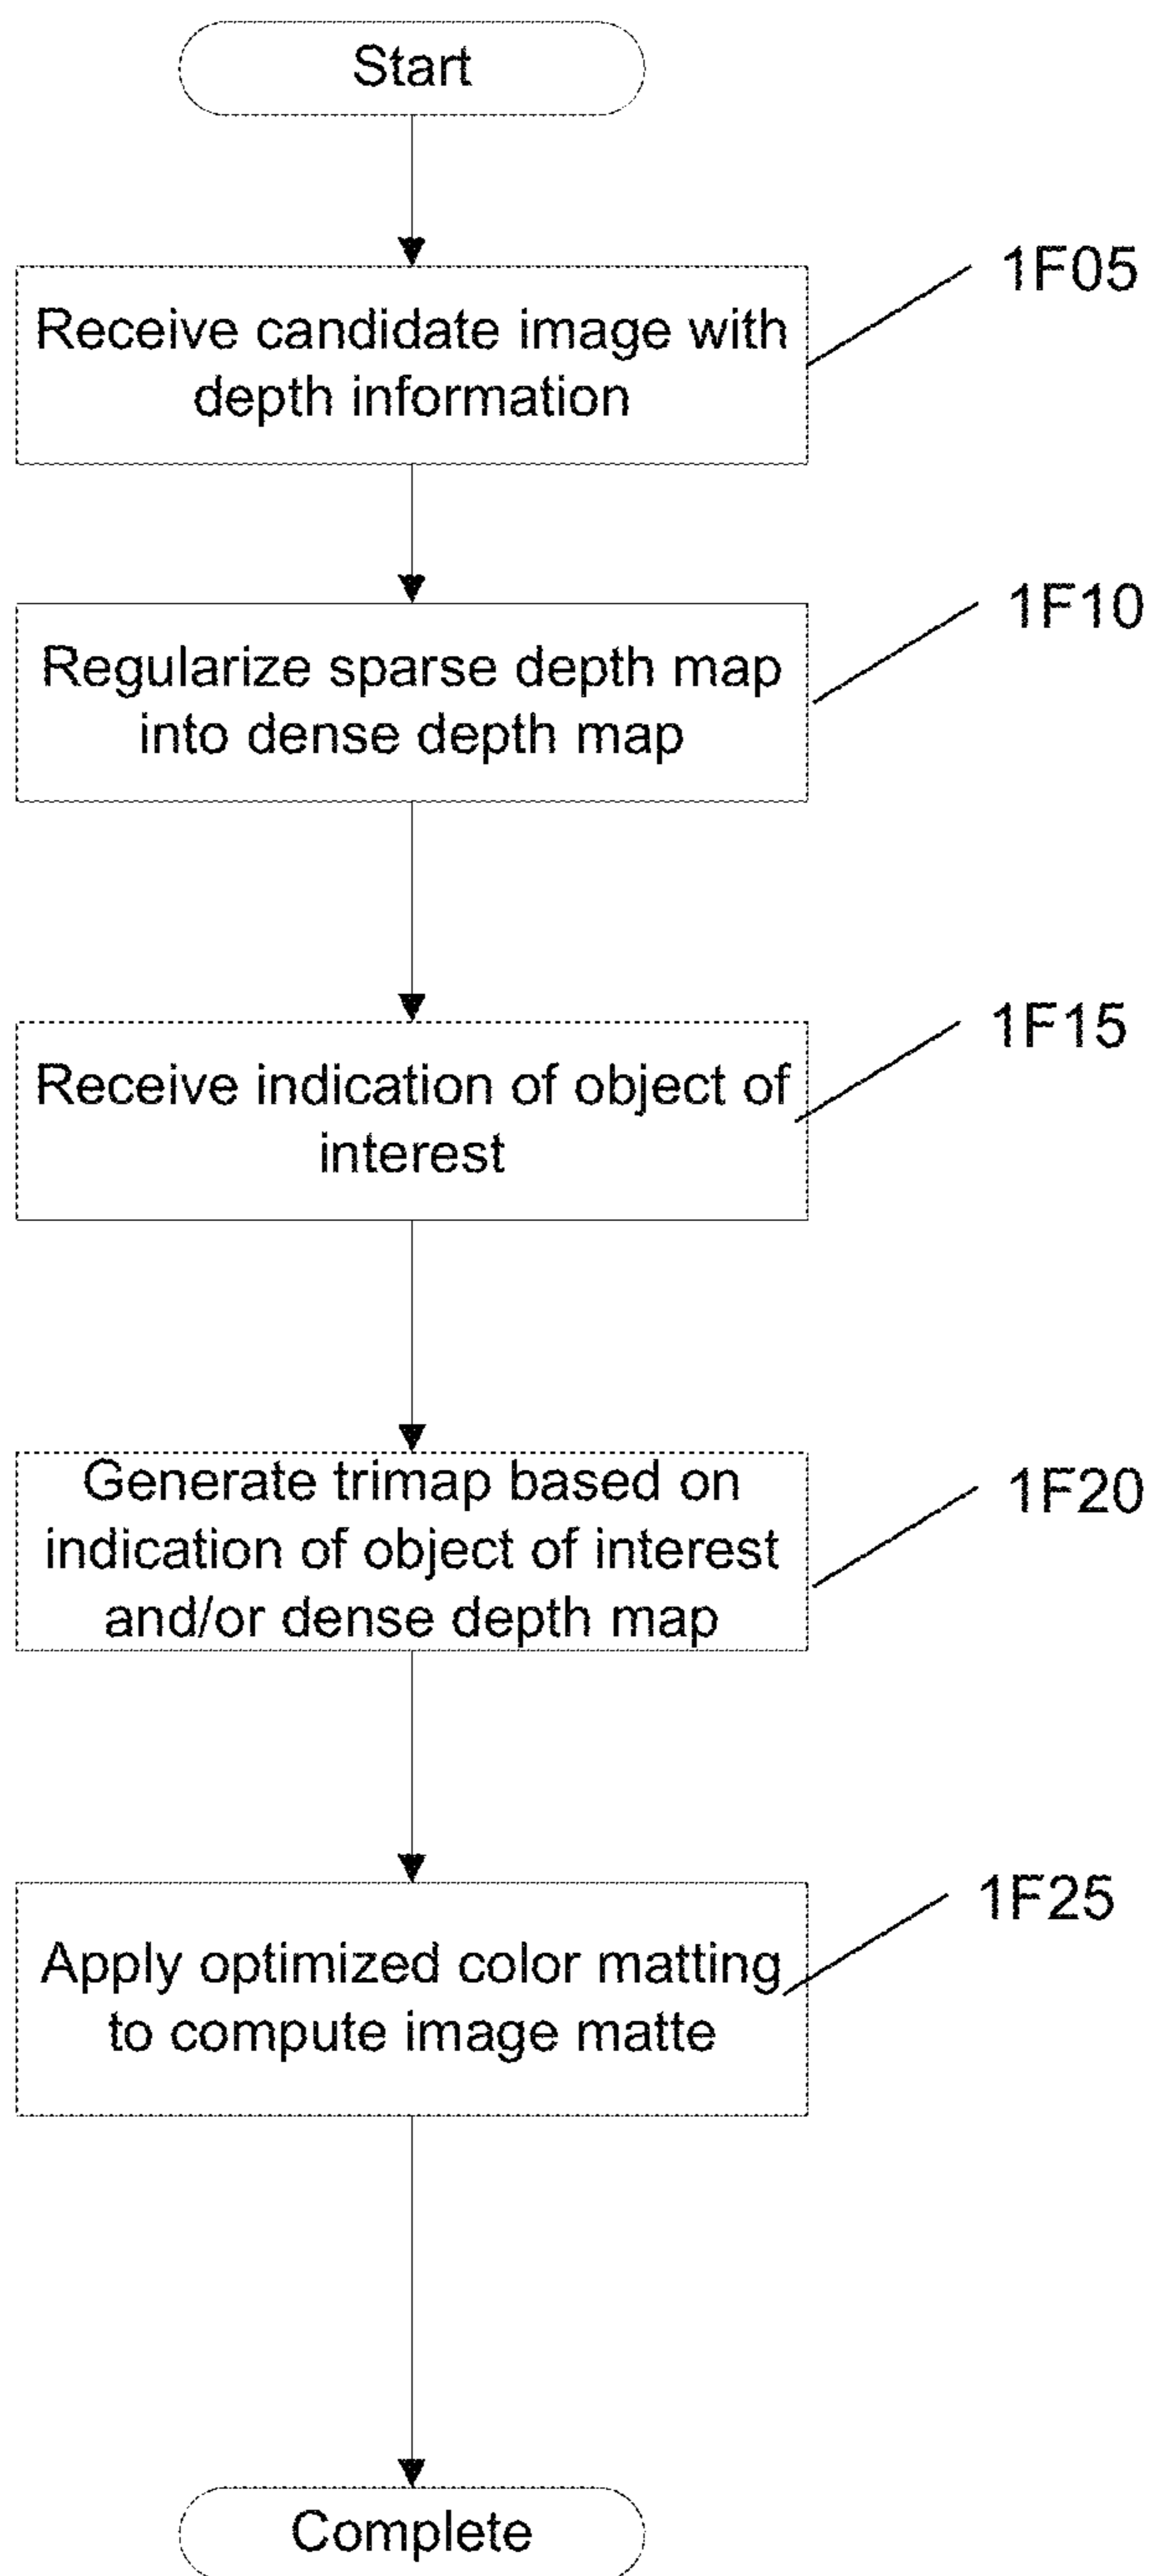 Start
1F05
Receive candidate image with
depth information
1F10
Regularize sparse depth map
into dense depth map
1F15
Receive indication of object of
interest
1F20
Generate trimap based on
indication of object of interest
and/or dense depth map
1F25
Apply optimized color matting
to compute image matte
Complete